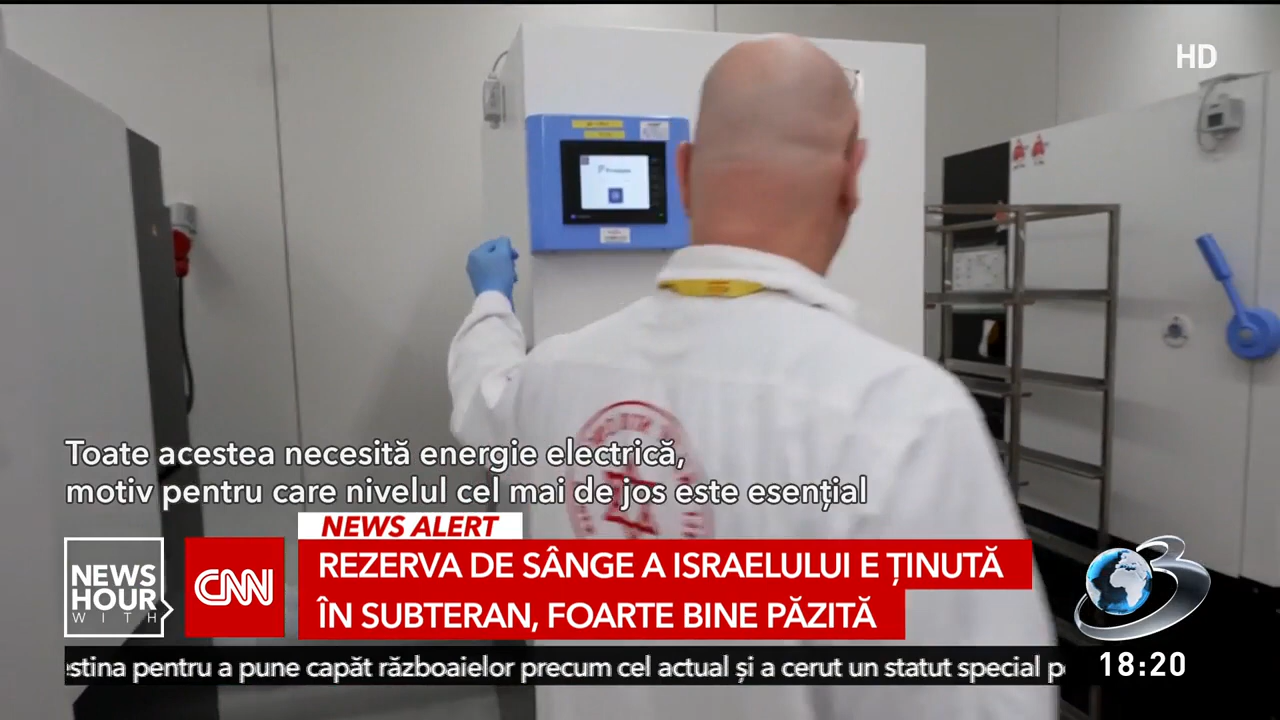 HD
Toate acestea necesită energie electrică,
motiv pentru care nivelul cel mai de jos este esențial
NEWS ALERT
NEWS
HOUR
WITH
CNN
REZERVA DE SÂNGE A ISRAELULUI E ȚINUTĂ
ÎN SUBTERAN, FOARTE BINE PĂZITĂ
3
stina pentru a pune capăt războaielor precum cel actual și a cerut un statut special p
18:20